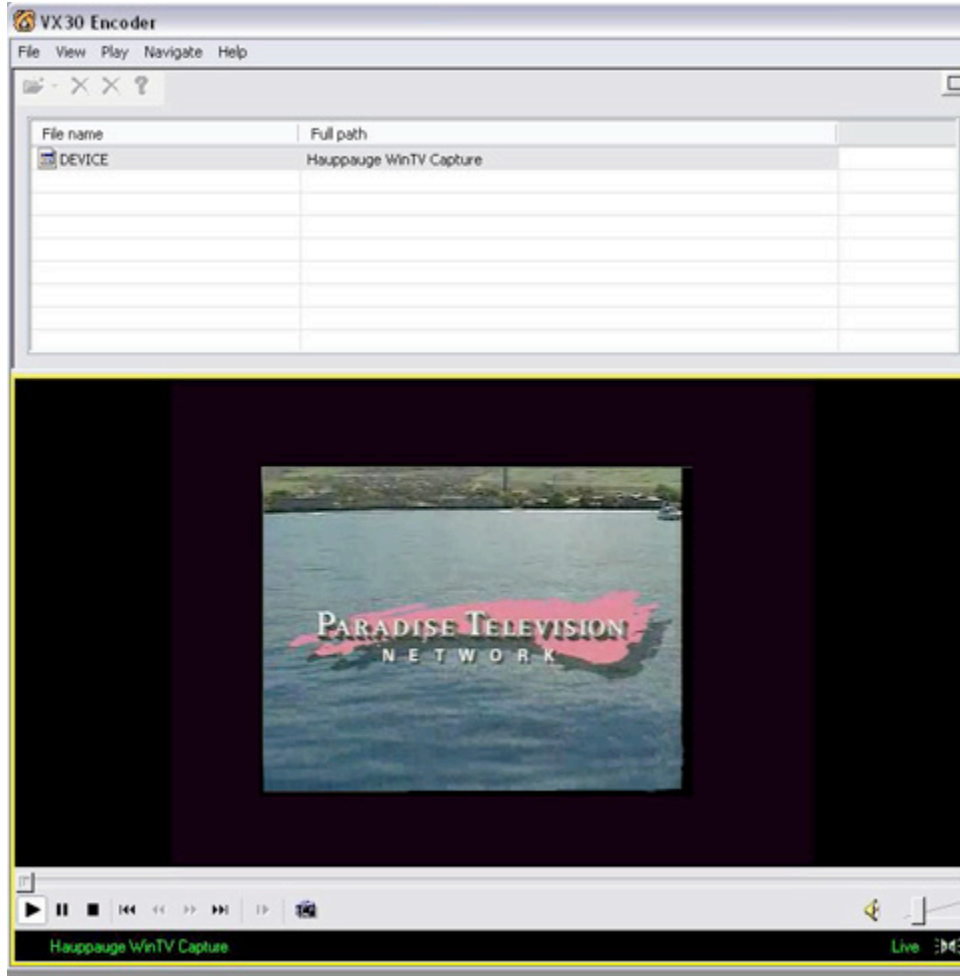 VX30 Encoder
File View Play Navigate Help
File name Full path
DEVICE Hauppauge WinTV Capture
PARADISE TELEVISION
NETWORK
Hauppauge WinTV Capture Live